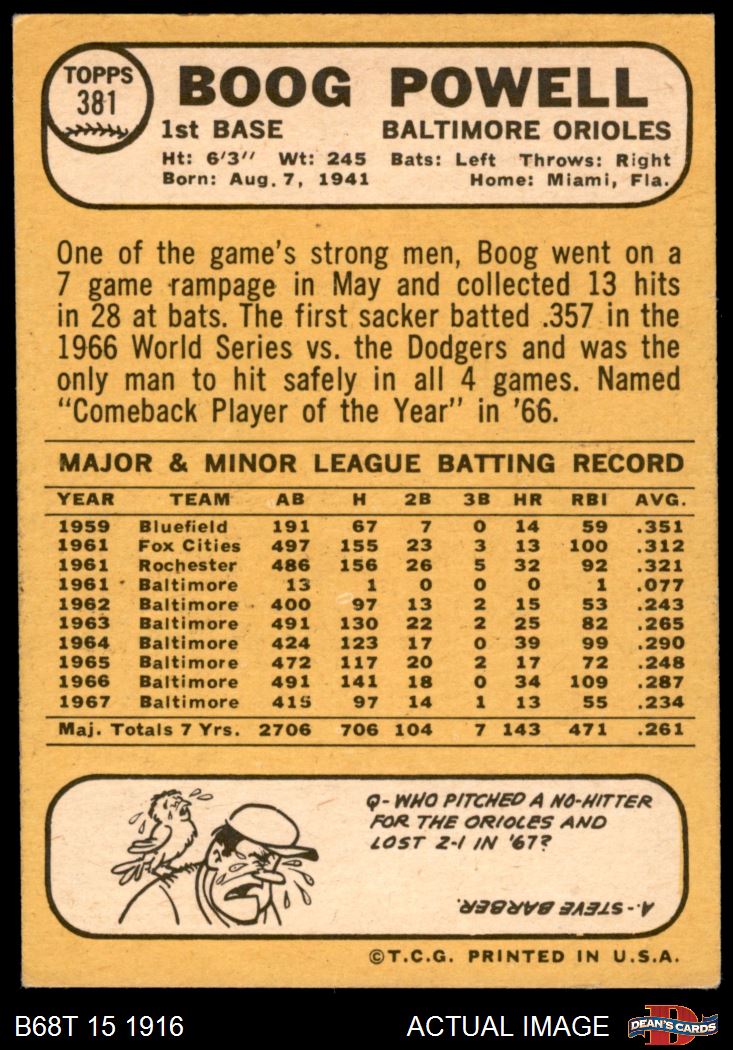 TOPPS
381
BOOG POWELL
1st BASE BALTIMORE ORIOLES
Ht: 6'3" Wt: 245 Bats: Left Throws: Right
Born: Aug. 7, 1941 Home: Miami, Fla.
One of the game's strong men, Boog went on a
7 game rampage in May and collected 13 hits
in 28 at bats. The first sacker batted .357 in the
1966 World Series vs. the Dodgers and was the
only man to hit safely in all 4 games. Named
"Comeback Player of the Year" in '66.
MAJOR & MINOR LEAGUE BATTING RECORD
YEAR TEAM AB H 2B 3B HR RBI AVG.
1959 Bluefield 191 67 7 0 14 59 .351
1961 Fox Cities 497 155 23 3 13 100 .312
1961 Rochester 486 156 26 5 32 92 .321
1961 Baltimore 13 1 0 0 0 1 .077
1962 Baltimore 400 97 13 2 15 53 .243
1963 Baltimore 491 130 22 2 25 82 .265
1964 Baltimore 424 123 17 0 39 99 .290
1965 Baltimore 472 117 20 2 17 72 .248
1966 Baltimore 491 141 18 0 34 109 .287
1967 Baltimore 415 97 14 1 13 55 .234
Maj. Totals 7 Yrs. 2706 706 104 7 143 471 .261
Q- WHO PITCHED A NO-HITTER
FOR THE ORIOLES AND
LOST 2-1 IN '67?
A.- STEVE BARBER.
©T.C.G. PRINTED IN U.S.A.
B68T 15 1916 ACTUAL IMAGE
D
DEAN'S CARDS